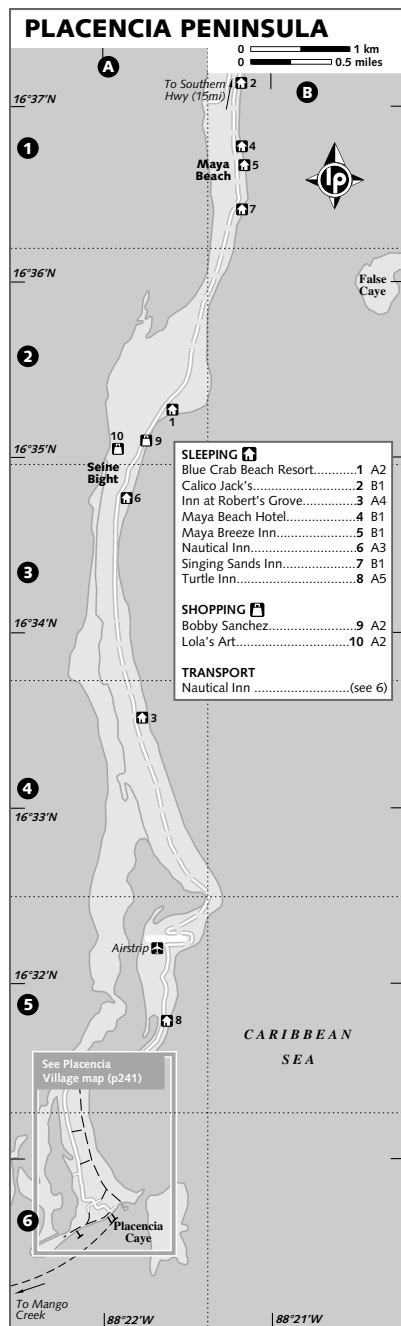 PLACENCIA PENINSULA
0 1 km
0 0.5 miles
A
B
To Southern
Hwy (15mi)
2
16°37'N
1
4
Maya
Beach
5
lp
7
16°36'N
False
Caye
2
1
10
9
16°35'N
Seine
Bight
6
SLEEPING
Blue Crab Beach Resort............1 A2
Calico Jack's............2 B1
Inn at Robert's Grove............3 A4
Maya Beach Hotel............4 B1
Maya Breeze Inn............5 B1
Nautical Inn............6 A3
Singing Sands Inn............7 B1
Turtle Inn............8 A5
SHOPPING
Bobby Sanchez............9 A2
Lola's Art............10 A2
TRANSPORT
Nautical Inn ............(see 6)
3
16°34'N
3
4
16°33'N
Airstrip
16°32'N
5
8
CARIBBEAN
SEA
See Placencia
Village map (p241)
6
Placencia
Caye
To Mango
Creek
88°22'W
88°21'W